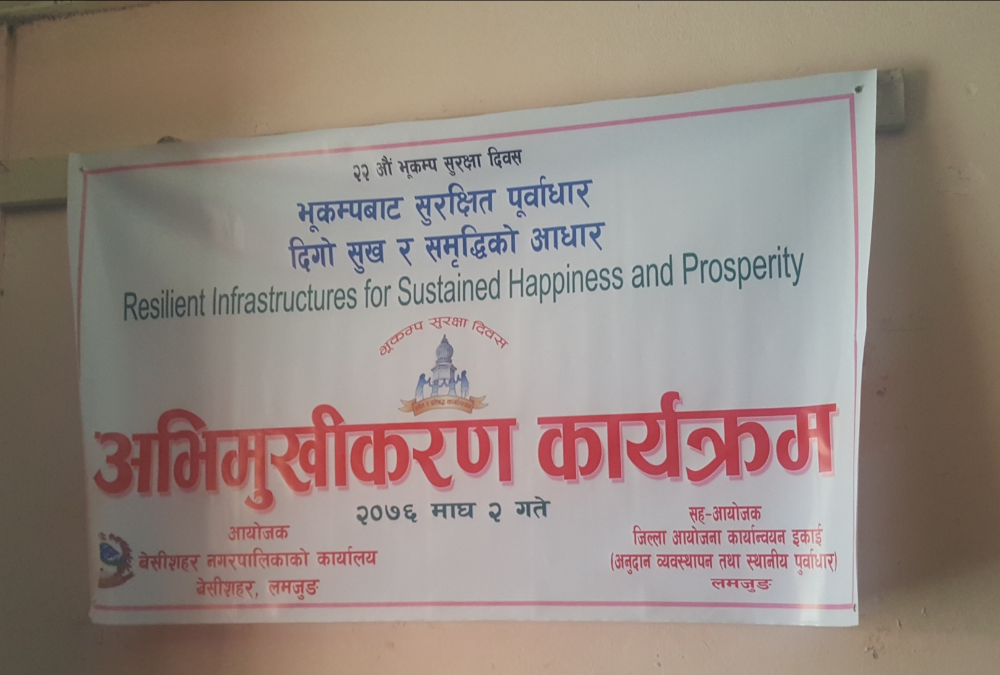 २२ औं भूकम्प सुरक्षा दिवस
भूकम्पबाट सुरक्षित पूर्वाधार
दिगो सुख र समृद्धिको आधार
Resilient Infrastructures for Sustained Happiness and Prosperity
भूकम्प सुरक्षा दिवस
अभिमुखीकरण कार्यक्रम
२०७६ माघ २ गते
आयोजक
बेसीशहर नगरपालिकाको कार्यालय
बेसीशहर, लमजुङ
सह-आयोजक
जिल्ला आयोजना कार्यान्वयन इकाई
(अनुदान व्यवस्थापन तथा स्थानीय पुर्वाधार)
लमजुङ